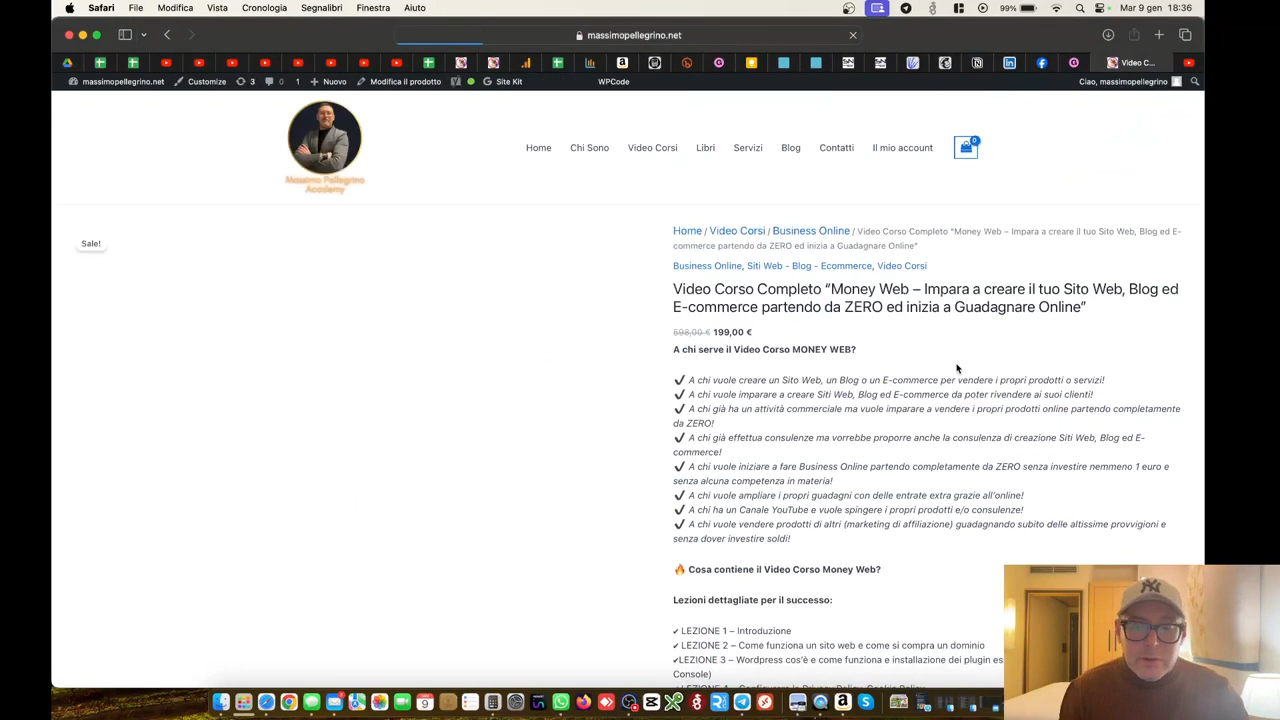 Safari File Modifica Vista Cronologia Segnalibri Finestra Aiuto 99% Mar 9 gen 18:36
massimopellegrino.net
Video C...
massimopellegrino.net Customize 3 0 1 Nuovo Modifica il prodotto Site Kit WPCode Ciao, massimopellegrino
Massimo Pellegrino
Academy
Home Chi Sono Video Corsi Libri Servizi Blog Contatti Il mio account 0
Sale!
Home / Video Corsi / Business Online / Video Corso Completo “Money Web – Impara a creare il tuo Sito Web, Blog ed E-
commerce partendo da ZERO ed inizia a Guadagnare Online”
Business Online, Siti Web - Blog - Ecommerce, Video Corsi
Video Corso Completo “Money Web – Impara a creare il tuo Sito Web, Blog ed
E-commerce partendo da ZERO ed inizia a Guadagnare Online”
598,00 € 199,00 €
A chi serve il Video Corso MONEY WEB?
✔ A chi vuole creare un Sito Web, un Blog o un E-commerce per vendere i propri prodotti o servizi!
✔ A chi vuole imparare a creare Siti Web, Blog ed E-commerce da poter rivendere ai suoi clienti!
✔ A chi già ha un attività commerciale ma vuole imparare a vendere i propri prodotti online partendo completamente
da ZERO!
✔ A chi già effettua consulenze ma vorrebbe proporre anche la consulenza di creazione Siti Web, Blog ed E-
commerce!
✔ A chi vuole iniziare a fare Business Online partendo completamente da ZERO senza investire nemmeno 1 euro e
senza alcuna competenza in materia!
✔ A chi vuole ampliare i propri guadagni con delle entrate extra grazie all’online!
✔ A chi ha un Canale YouTube e vuole spingere i propri prodotti e/o consulenze!
✔ A chi vuole vendere prodotti di altri (marketing di affiliazione) guadagnando subito delle altissime provvigioni e
senza dover investire soldi!
🔥 Cosa contiene il Video Corso Money Web?
Lezioni dettagliate per il successo:
✔ LEZIONE 1 – Introduzione
✔ LEZIONE 2 – Come funziona un sito web e come si compra un dominio
✔LEZIONE 3 – Wordpress cos’è e come funziona e installazione dei plugin es
Console)